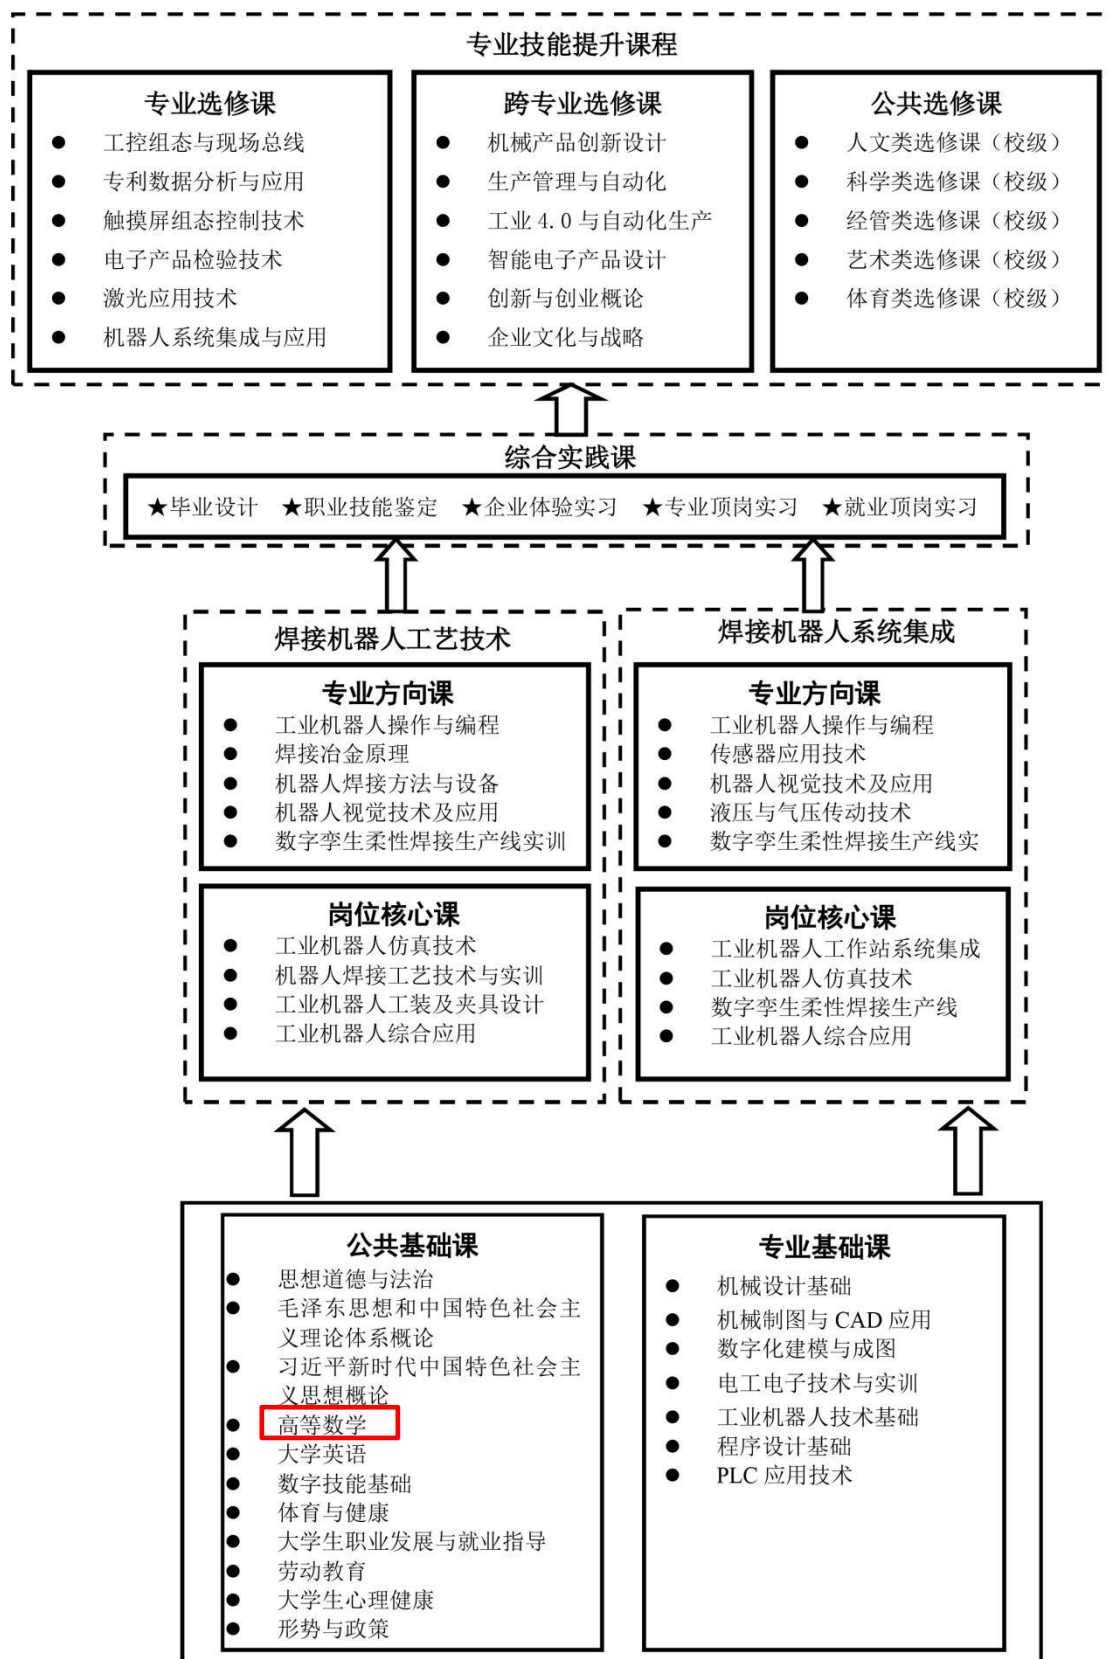 专业技能提升课程
专业选修课
● 工控组态与现场总线
● 专利数据分析与应用
● 触摸屏组态控制技术
● 电子产品检验技术
● 激光应用技术
● 机器人系统集成与应用
跨专业选修课
● 机械产品创新设计
● 生产管理与自动化
● 工业 4.0 与自动化生产
● 智能电子产品设计
● 创新与创业概论
● 企业文化与战略
公共选修课
● 人文类选修课（校级）
● 科学类选修课（校级）
● 经管类选修课（校级）
● 艺术类选修课（校级）
● 体育类选修课（校级）
综合实践课
★毕业设计 ★职业技能鉴定 ★企业体验实习 ★专业顶岗实习 ★就业顶岗实习
焊接机器人工艺技术
专业方向课
● 工业机器人操作与编程
● 焊接冶金原理
● 机器人焊接方法与设备
● 机器人视觉技术及应用
● 数字孪生柔性焊接生产线实训
岗位核心课
● 工业机器人仿真技术
● 机器人焊接工艺技术与实训
● 工业机器人工装及夹具设计
● 工业机器人综合应用
焊接机器人系统集成
专业方向课
● 工业机器人操作与编程
● 传感器应用技术
● 机器人视觉技术及应用
● 液压与气压传动技术
● 数字孪生柔性焊接生产线实
岗位核心课
● 工业机器人工作站系统集成
● 工业机器人仿真技术
● 数字孪生柔性焊接生产线
● 工业机器人综合应用
公共基础课
● 思想道德与法治
● 毛泽东思想和中国特色社会主
义理论体系概论
● 习近平新时代中国特色社会主
义思想概论
● 高等数学
● 大学英语
● 数字技能基础
● 体育与健康
● 大学生职业发展与就业指导
● 劳动教育
● 大学生心理健康
● 形势与政策
专业基础课
● 机械设计基础
● 机械制图与 CAD 应用
● 数字化建模与成图
● 电工电子技术与实训
● 工业机器人技术基础
● 程序设计基础
● PLC 应用技术